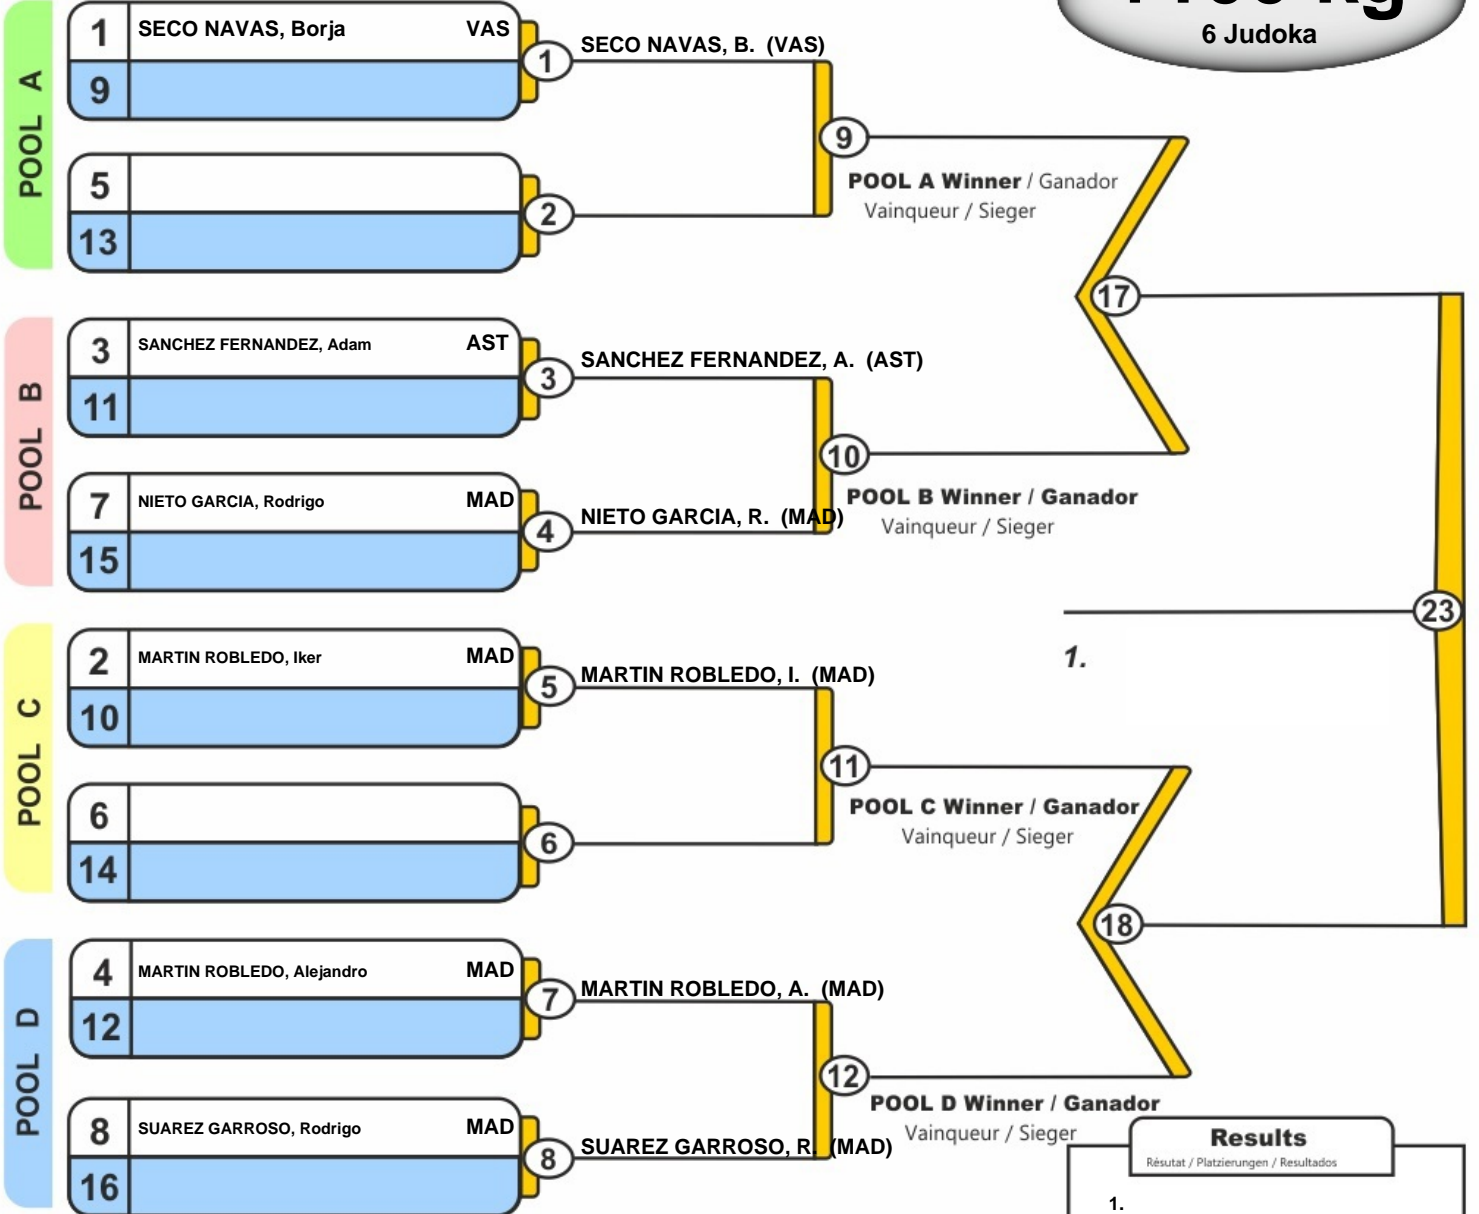 6 Judoka
POOL A
1 SECO NAVAS, Borja VAS
9
1
SECO NAVAS, B. (VAS)
5
13
2
9
POOL A Winner / Ganador
Vainqueur / Sieger
17
POOL B
3 SANCHEZ FERNANDEZ, Adam AST
11
3
SANCHEZ FERNANDEZ, A. (AST)
7 NIETO GARCIA, Rodrigo MAD
15
4
NIETO GARCIA, R. (MAD)
10
POOL B Winner / Ganador
Vainqueur / Sieger
23
1.
POOL C
2 MARTIN ROBLEDO, Iker MAD
10
5
MARTIN ROBLEDO, I. (MAD)
6
14
6
11
POOL C Winner / Ganador
Vainqueur / Sieger
18
POOL D
4 MARTIN ROBLEDO, Alejandro MAD
12
7
MARTIN ROBLEDO, A. (MAD)
8 SUAREZ GARROSO, Rodrigo MAD
16
8
SUAREZ GARROSO, R. (MAD)
12
POOL D Winner / Ganador
Vainqueur / Sieger
Results
Résutat / Platzierungen / Resultados
1.